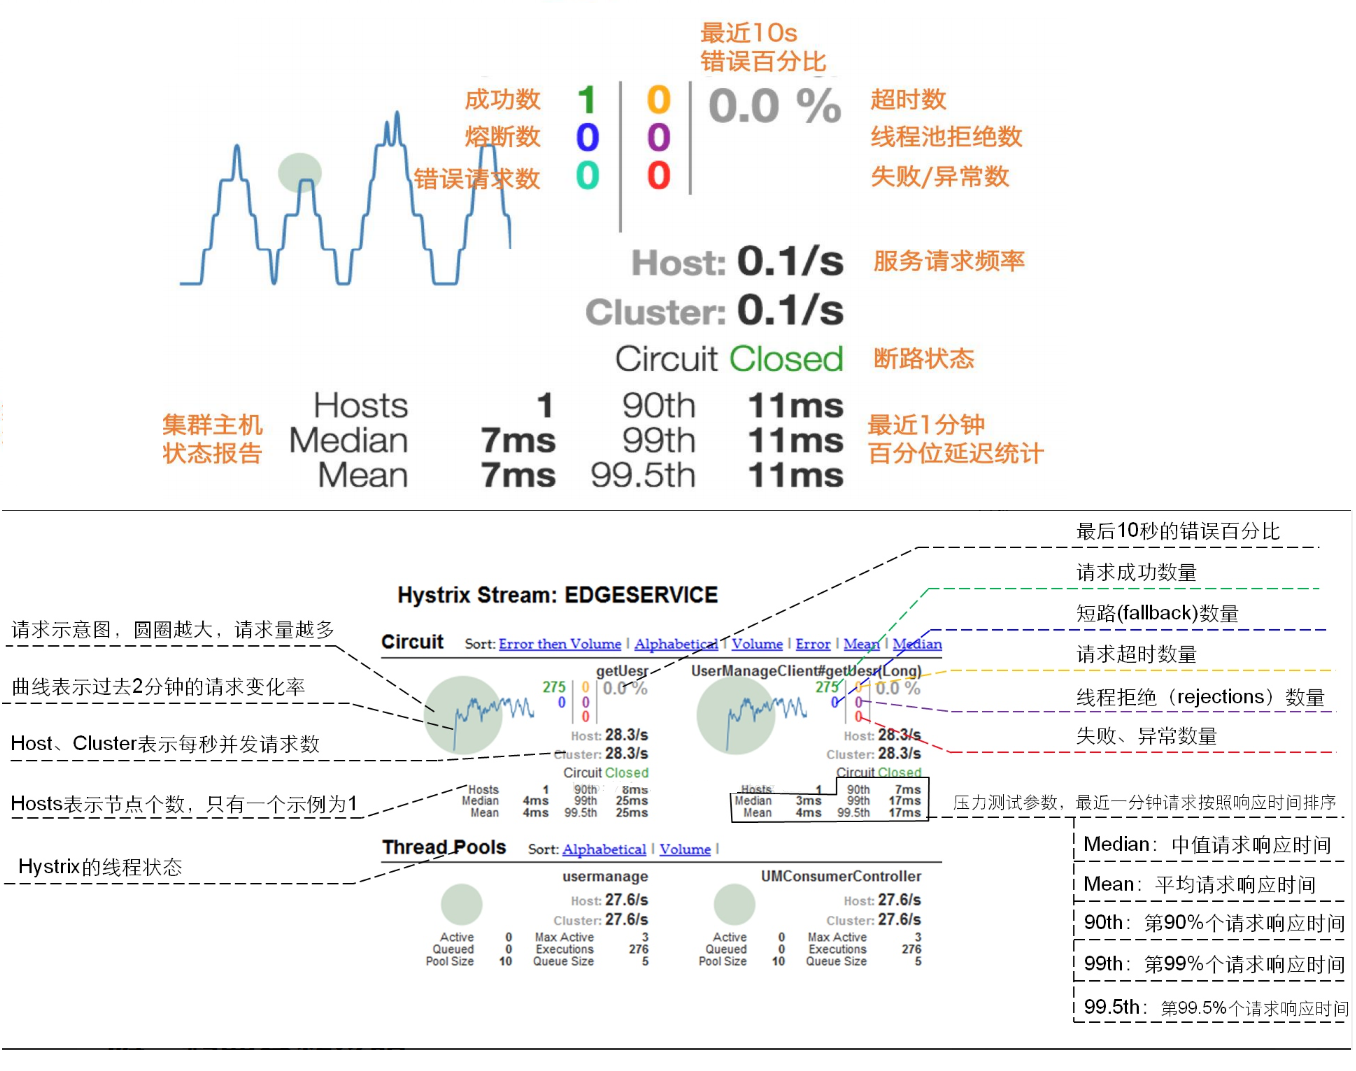 最近10s
错误百分比
成功数 1 0 0.0 % 超时数
熔断数 0 0 线程池拒绝数
错误请求数 0 0 失败/异常数
Host: 0.1/s 服务请求频率
Cluster: 0.1/s
Circuit Closed 断路状态
集群主机
状态报告
Hosts 1 90th 11ms
Median 7ms 99th 11ms
Mean 7ms 99.5th 11ms
最近1分钟
百分位延迟统计
最后10秒的错误百分比
请求成功数量
短路(fallback)数量
请求超时数量
线程拒绝（rejections）数量
失败、异常数量
Hystrix Stream: EDGESERVICE
请求示意图，圆圈越大，请求量越多
曲线表示过去2分钟的请求变化率
Host、Cluster表示每秒并发请求数
Hosts表示节点个数，只有一个示例为1
Hystrix的线程状态
Circuit Sort: Error then Volume | Alphabetical | Volume | Error | Mean | Median
getUesr
275 0 0.0 %
0 0
0
Host: 28.3/s
Cluster: 28.3/s
Circuit Closed
Hosts 1 90th 8ms
Median 4ms 99th 25ms
Mean 4ms 99.5th 25ms
UserManageClient#getUesr(Long)
275 0 0.0 %
0 0
0
Host: 28.3/s
Cluster: 28.3/s
Circuit Closed
Hosts 1 90th 7ms
Median 3ms 99th 17ms
Mean 4ms 99.5th 17ms
压力测试参数，最近一分钟请求按照响应时间排序
Median：中值请求响应时间
Mean：平均请求响应时间
90th：第90%个请求响应时间
99th：第99%个请求响应时间
99.5th：第99.5%个请求响应时间
Thread Pools Sort: Alphabetical | Volume |
usermanage
Host: 27.6/s
Cluster: 27.6/s
Active 0 Max Active 3
Queued 0 Executions 276
Pool Size 10 Queue Size 5
UMConsumerController
Host: 27.6/s
Cluster: 27.6/s
Active 0 Max Active 3
Queued 0 Executions 276
Pool Size 10 Queue Size 5